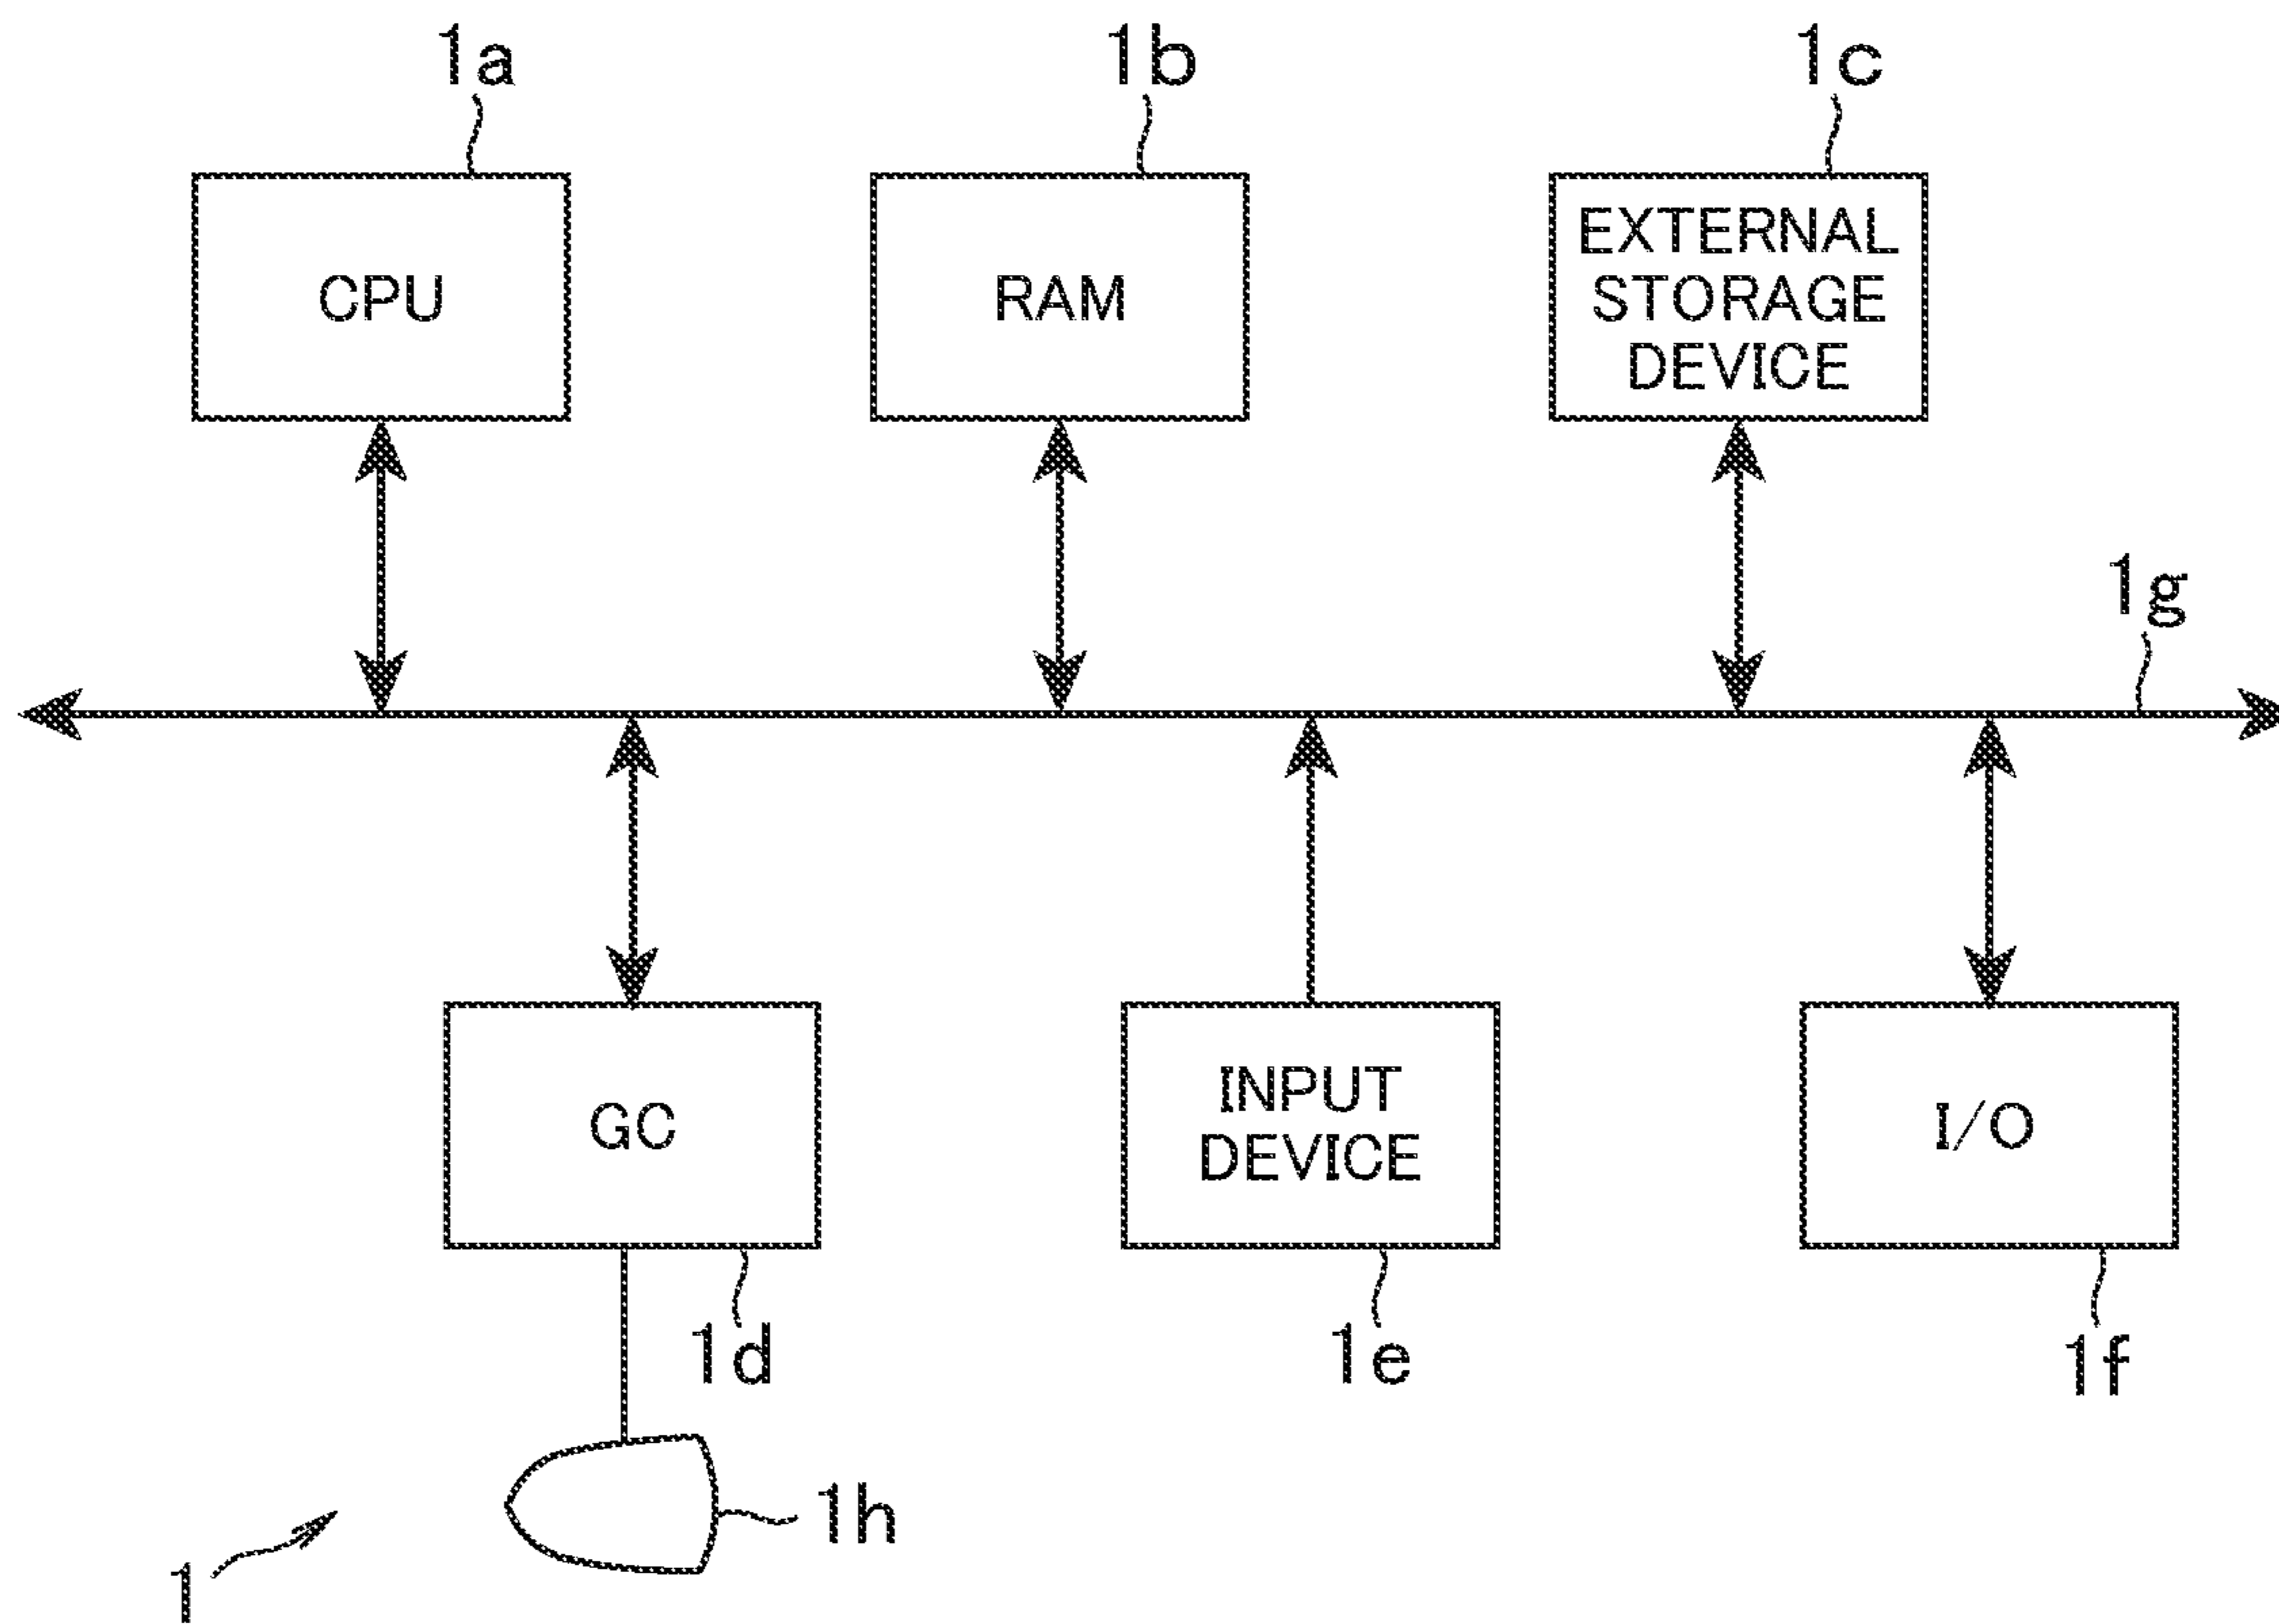 1a
1b
1c
CPU
RAM
EXTERNAL
STORAGE
DEVICE
1g
GC
INPUT
DEVICE
I/O
1d
1e
1f
1h
1